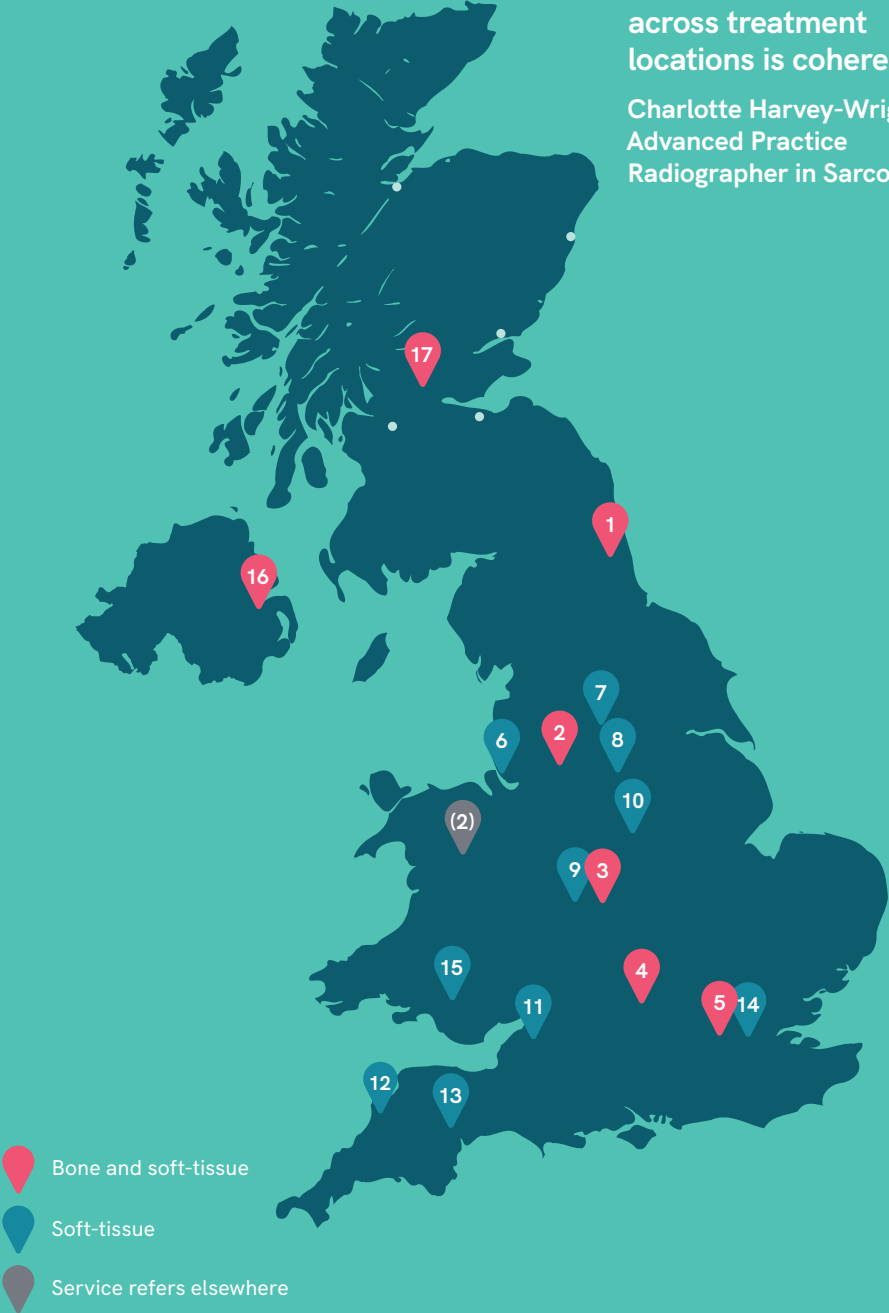 across treatment
locations is cohere
Charlotte Harvey-Wrig
Advanced Practice
Radiographer in Sarco
17
1
16
7
2
6
8
10
(2)
9
3
15
4
11
5
14
12
13
Bone and soft-tissue
Soft-tissue
Service refers elsewhere